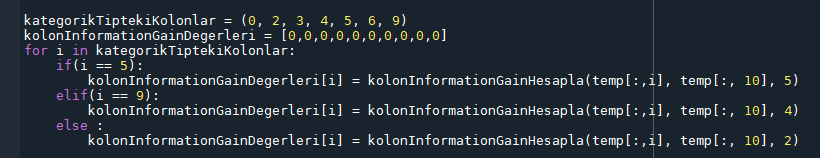 kategorikTiptekiKolonlar = (0, 2, 3, 4, 5, 6, 9)
kolonInformationGainDegerleri = [0,0,0,0,0,0,0,0,0,0]
for i in kategorikTiptekiKolonlar:
    if(i == 5):
        kolonInformationGainDegerleri[i] = kolonInformationGainHesapla(temp[:,i], temp[:, 10], 5)
    elif(i == 9):
        kolonInformationGainDegerleri[i] = kolonInformationGainHesapla(temp[:,i], temp[:, 10], 4)
    else :
        kolonInformationGainDegerleri[i] = kolonInformationGainHesapla(temp[:,i], temp[:, 10], 2)